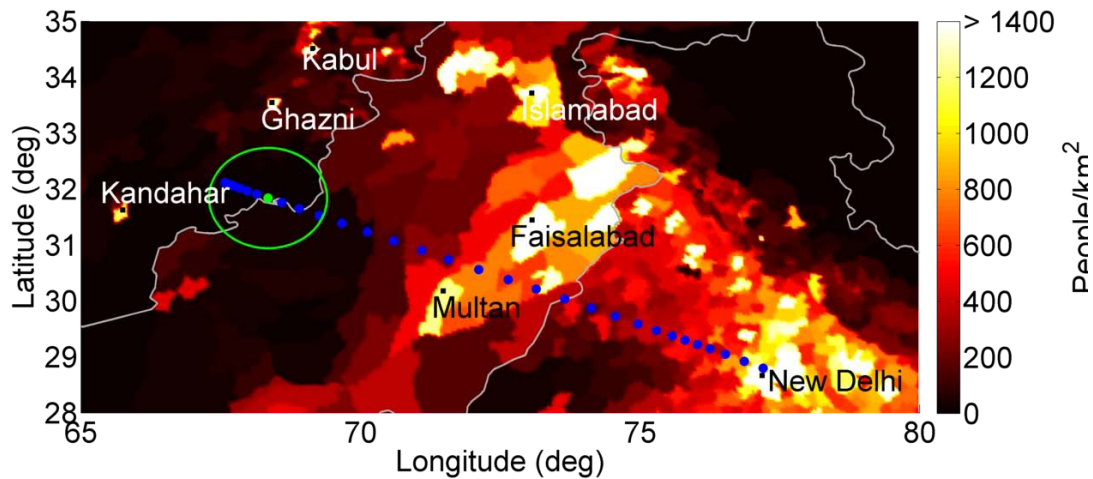 35
34
33
32
31
30
29
28
65
70
75
80
Latitude (deg)
Longitude (deg)
Kabul
Ghazni
Islamabad
Kandahar
Faisalabad
Multan
New Delhi
> 1400
1200
1000
800
600
400
200
0
People/km²